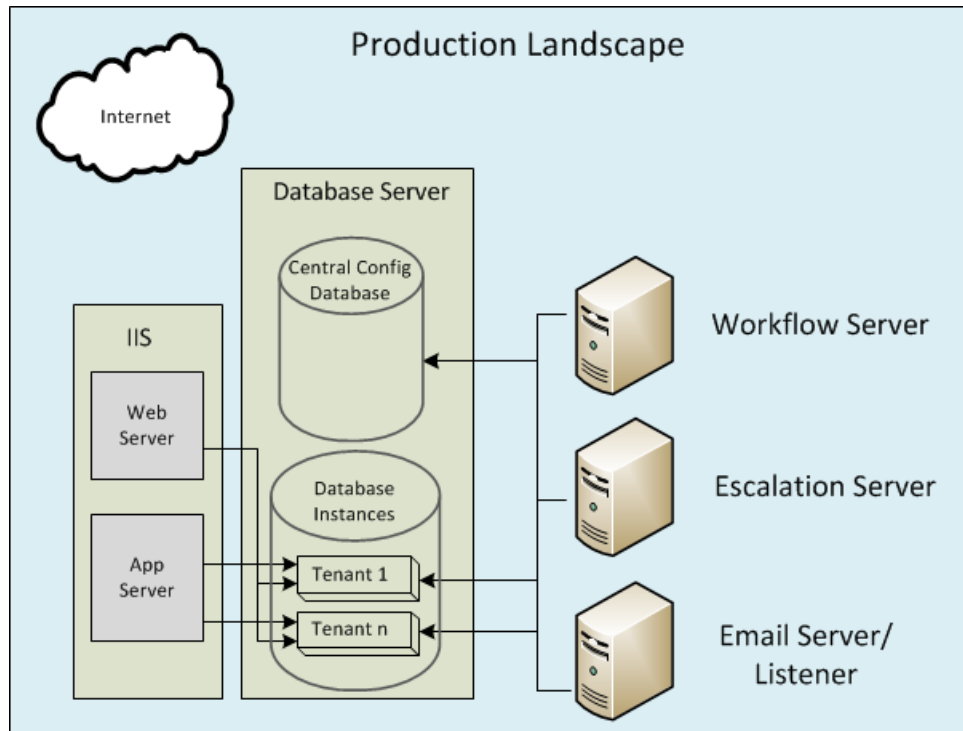 Production Landscape
Internet
Database Server
Central Config
Database
IIS
Web
Server
App
Server
Database
Instances
Tenant 1
Tenant n
Workflow Server
Escalation Server
Email Server/
Listener